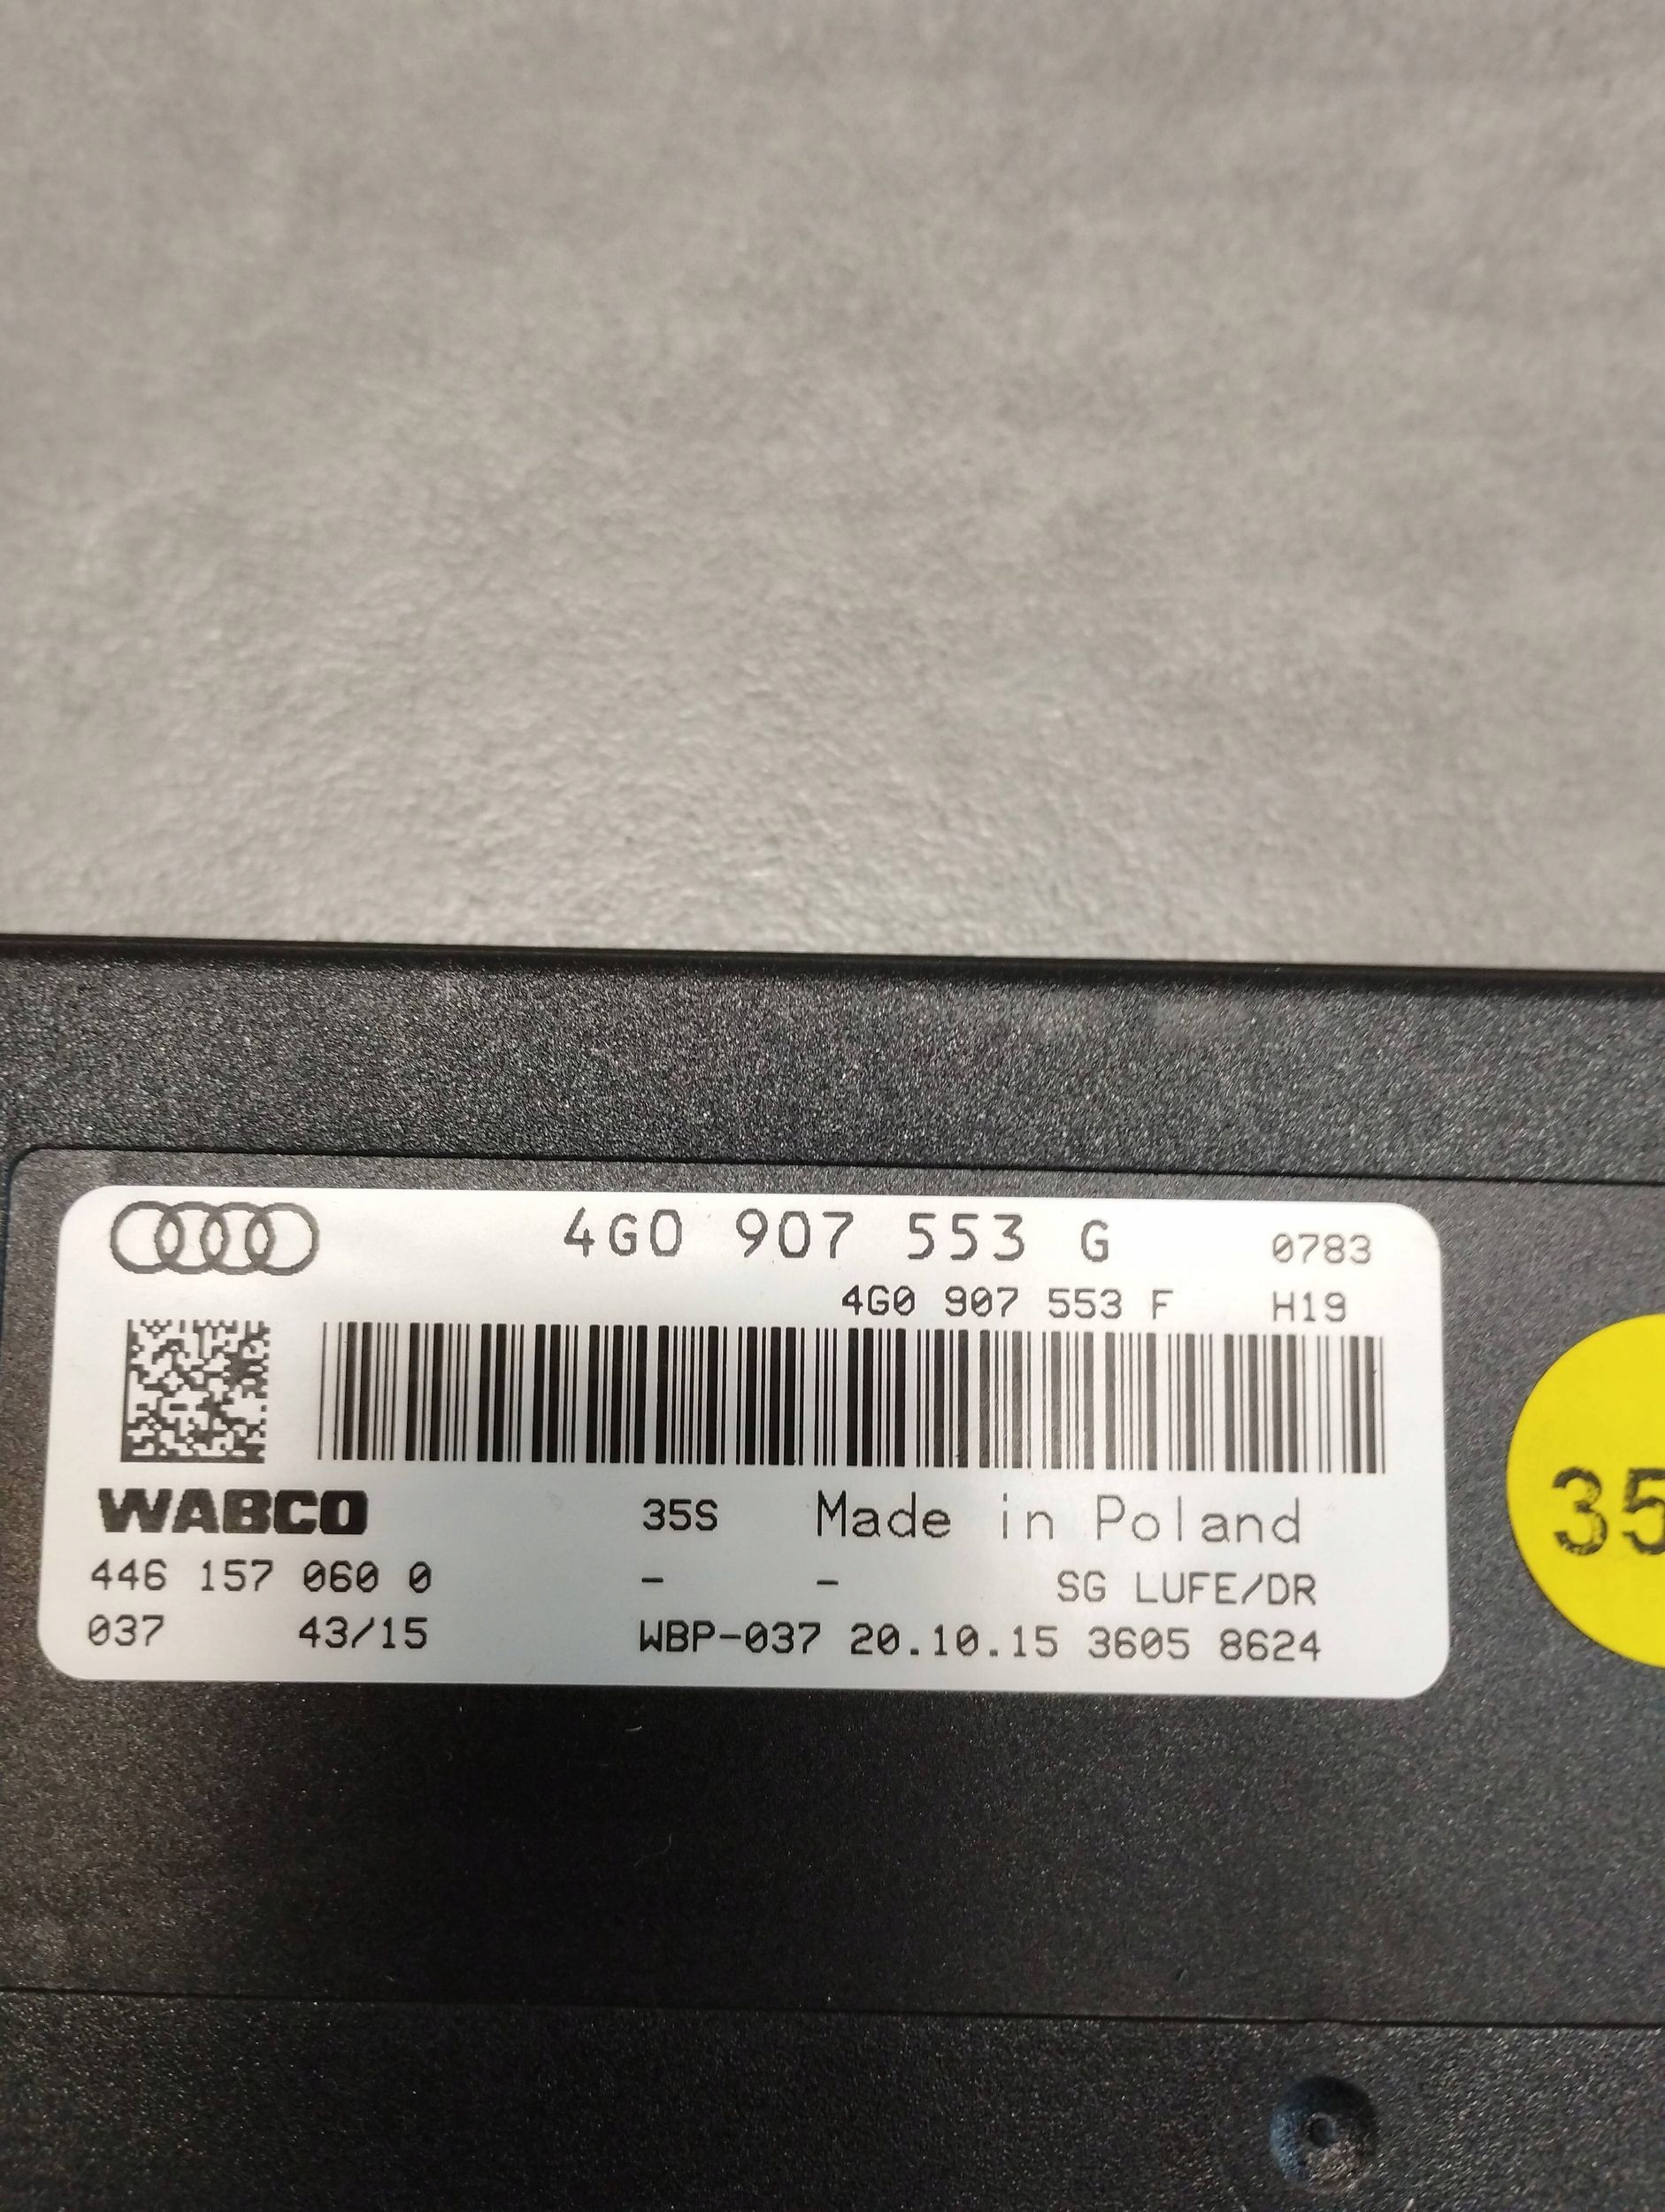 4G0 907 553 G 0783
4G0 907 553 F H19
WABCO 35S Made in Poland
446 157 060 0 - - SG LUFE/DR
037 43/15 WBP-037 20.10.15 3605 8624
35